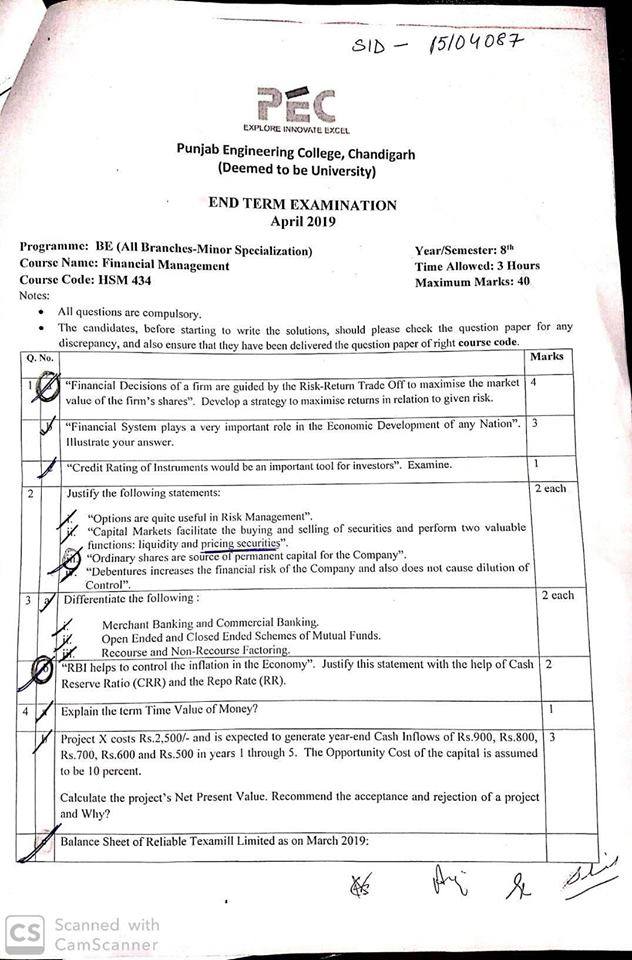 SID - 15/04087
PEC
EXPLORE INNOVATE EXCEL
Punjab Engineering College, Chandigarh
(Deemed to be University)
END TERM EXAMINATION
April 2019
Programme: BE (All Branches-Minor Specialization)
Year/Semester: 8th
Course Name: Financial Management
Time Allowed: 3 Hours
Course Code: HSM 434
Maximum Marks: 40
Notes:
• All questions are compulsory.
• The candidates, before starting to write the solutions, should please check the question paper for any
discrepancy, and also ensure that they have been delivered the question paper of right course code.
Q. No. Marks
1 "Financial Decisions of a firm are guided by the Risk-Return Trade Off to maximise the market 4
value of the firm's shares". Develop a strategy to maximise returns in relation to given risk.
b "Financial System plays a very important role in the Economic Development of any Nation". 3
Illustrate your answer.
"Credit Rating of Instruments would be an important tool for investors". Examine. 1
2 Justify the following statements: 2 each
i. "Options are quite useful in Risk Management".
ii. "Capital Markets facilitate the buying and selling of securities and perform two valuable
functions: liquidity and pricing securities".
iii. "Ordinary shares are source of permanent capital for the Company".
iv. "Debentures increases the financial risk of the Company and also does not cause dilution of
Control".
3 a Differentiate the following : 2 each
i. Merchant Banking and Commercial Banking.
ii. Open Ended and Closed Ended Schemes of Mutual Funds.
iii. Recourse and Non-Recourse Factoring.
b "RBI helps to control the inflation in the Economy". Justify this statement with the help of Cash 2
Reserve Ratio (CRR) and the Repo Rate (RR).
4 a Explain the term Time Value of Money? 1
b Project X costs Rs.2,500/- and is expected to generate year-end Cash Inflows of Rs.900, Rs.800, 3
Rs.700, Rs.600 and Rs.500 in years 1 through 5. The Opportunity Cost of the capital is assumed
to be 10 percent.
Calculate the project's Net Present Value. Recommend the acceptance and rejection of a project
and Why?
Balance Sheet of Reliable Texamill Limited as on March 2019:
CS Scanned with
CamScanner